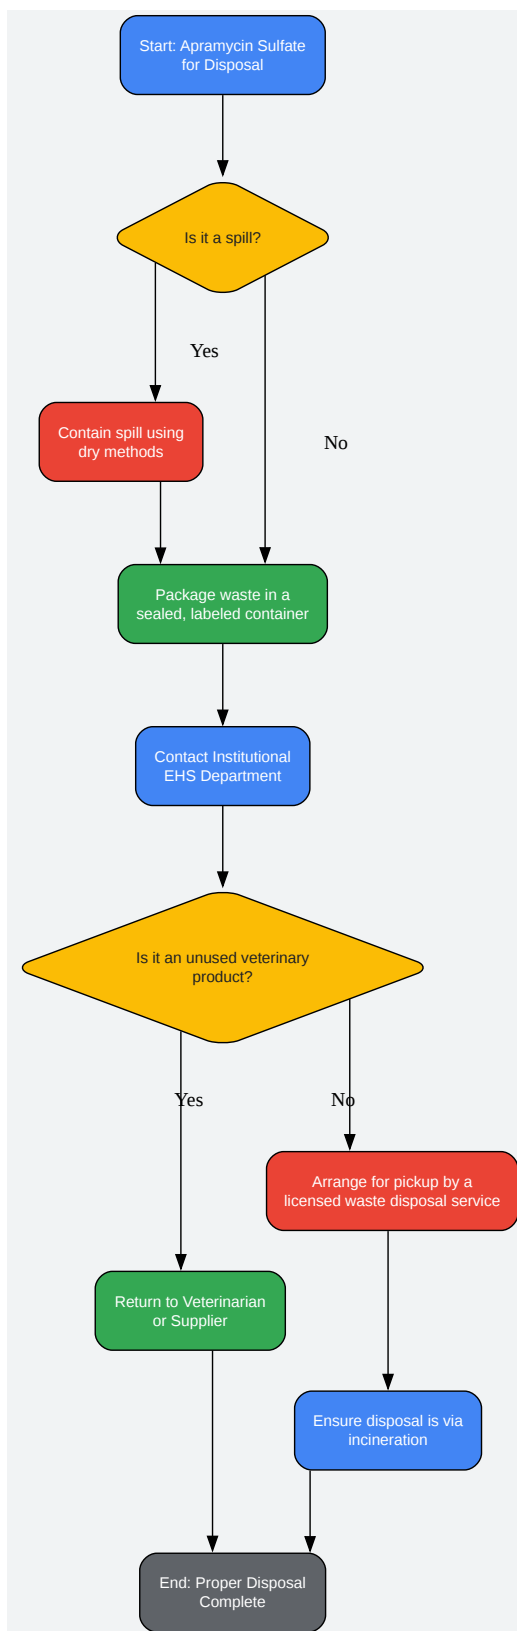 Start: Apramycin Sulfate
for Disposal
Is it a spill?
Yes
Contain spill using
dry methods
No
Package waste in a
sealed, labeled container
Contact Institutional
EHS Department
Is it an unused veterinary
product?
Yes
No
Arrange for pickup by a
licensed waste disposal service
Return to Veterinarian
or Supplier
Ensure disposal is via
incineration
End: Proper Disposal
Complete